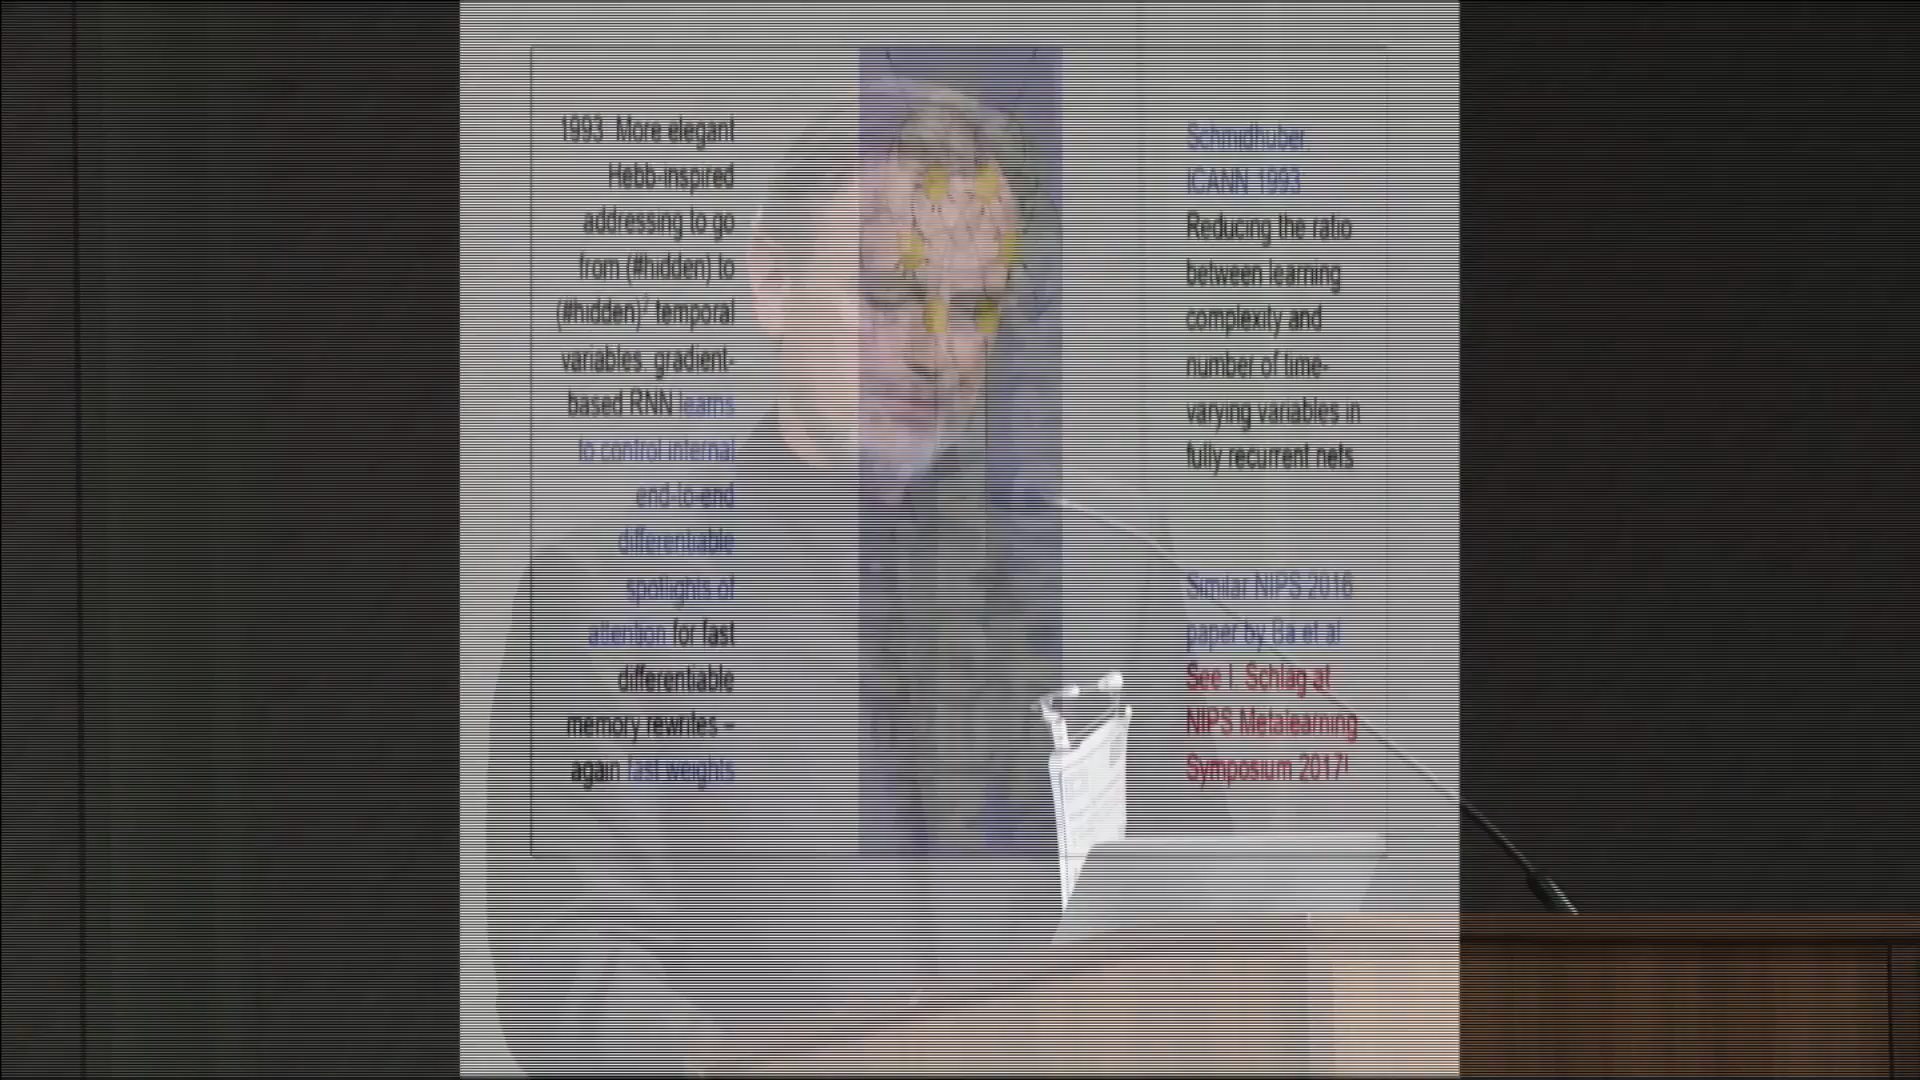 1993 More elegant
Hebb-inspired
addressing to go
from (#hidden) to
(#hidden)² temporal
variables. gradient-
based RNN learns
to control internal
end-to-end
differentiable
spotlights of
attention for fast
differentiable
memory rewrites –
again fast weights
Schmidhuber,
ICANN 1993
Reducing the ratio
between learning
complexity and
number of time-
varying variables in
fully recurrent nets
Similar NIPS 2016
paper by Ba et al
See I. Schlag at
NIPS Metalearning
Symposium 2017!